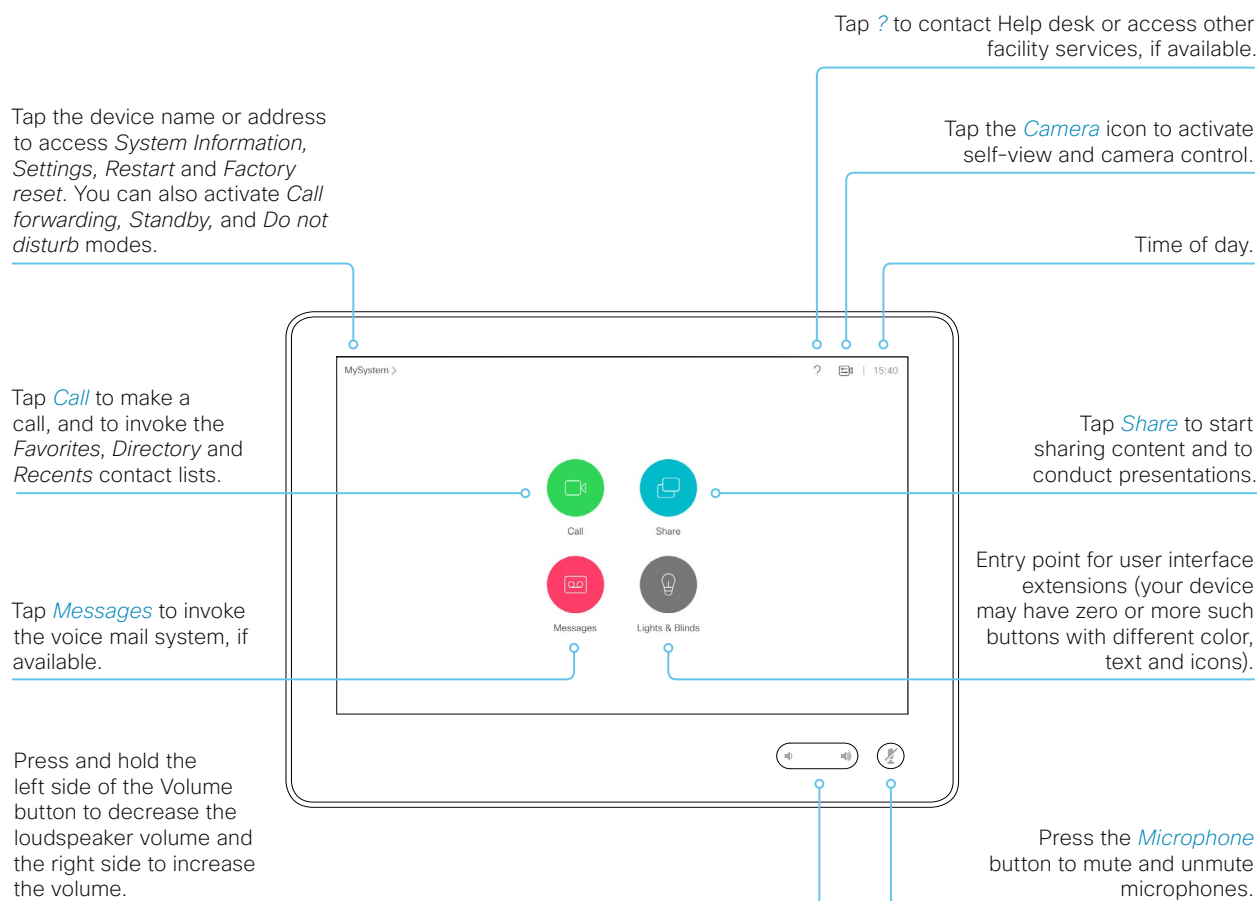 Tap ? to contact Help desk or access other
facility services, if available.
Tap the device name or address
to access System Information,
Settings, Restart and Factory
reset. You can also activate Call
forwarding, Standby, and Do not
disturb modes.
Tap the Camera icon to activate
self-view and camera control.
Time of day.
MySystem >
? | 15:40
Tap Call to make a
call, and to invoke the
Favorites, Directory and
Recents contact lists.
Tap Share to start
sharing content and to
conduct presentations.
Call
Share
Tap Messages to invoke
the voice mail system, if
available.
Messages
Lights & Blinds
Entry point for user interface
extensions (your device
may have zero or more such
buttons with different color,
text and icons).
Press and hold the
left side of the Volume
button to decrease the
loudspeaker volume and
the right side to increase
the volume.
Press the Microphone
button to mute and unmute
microphones.